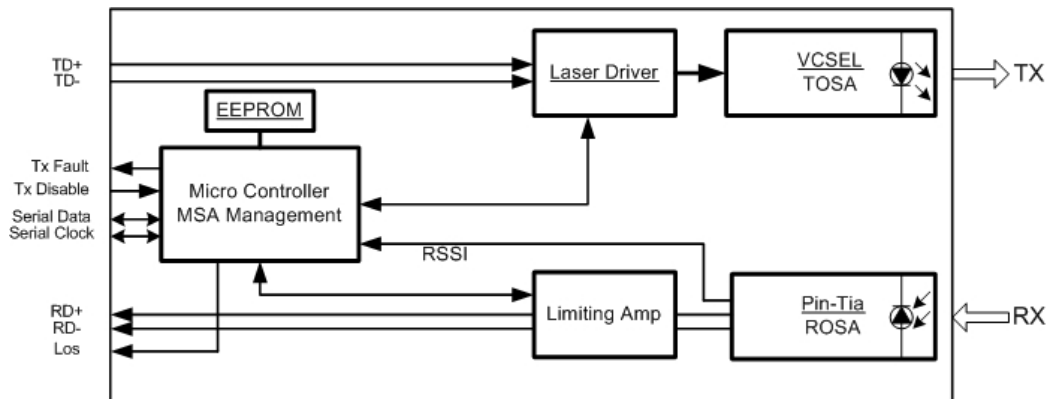 TD+
TD-
Laser Driver
VCSEL
TOSA
TX
EEPROM
Tx Fault
Tx Disable
Serial Data
Serial Clock
Micro Controller
MSA Management
RSSI
RD+
RD-
Los
Limiting Amp
Pin-Tia
ROSA
RX